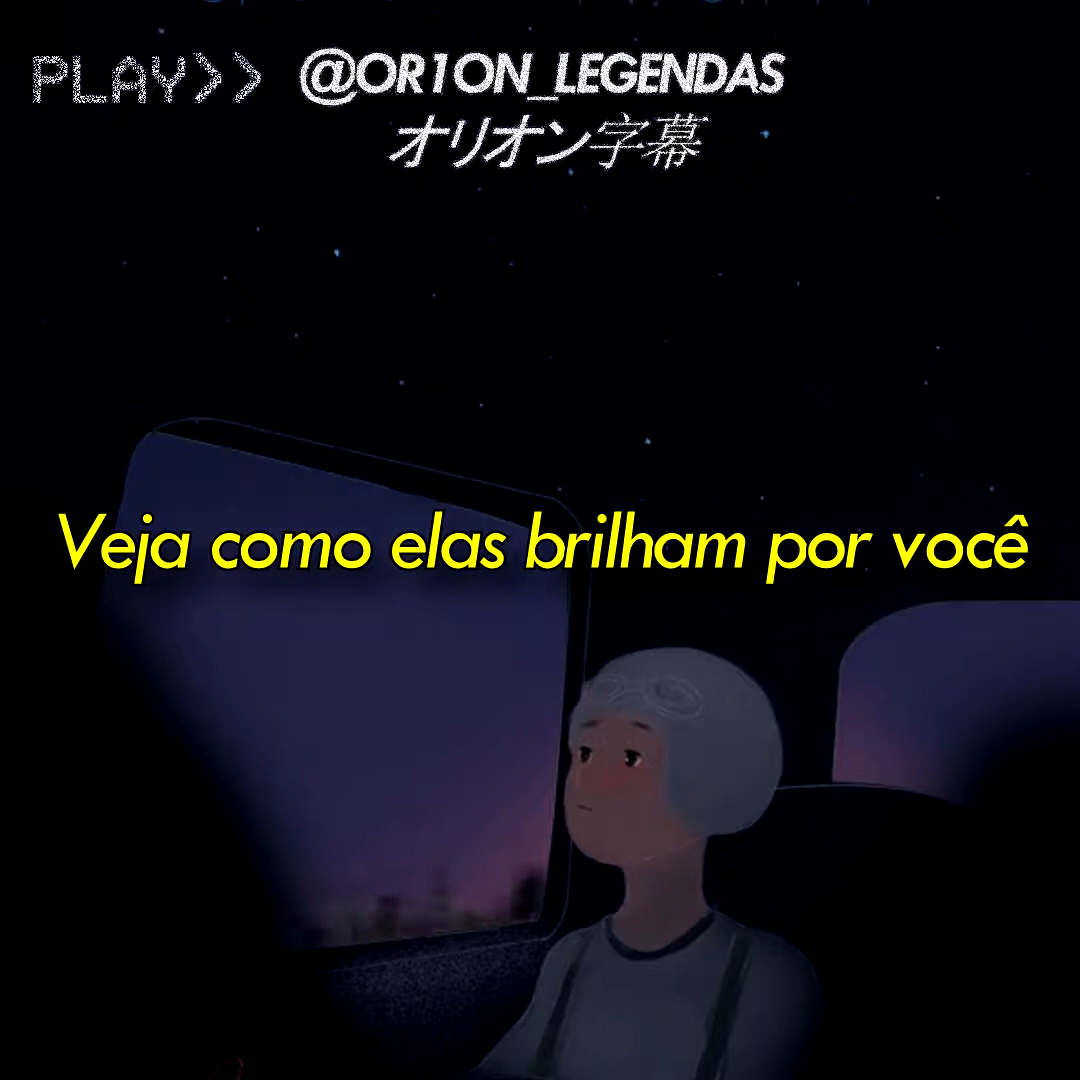 PLAY>> @OR1ON_LEGENDAS
オリオン字幕
Veja como elas brilham por você